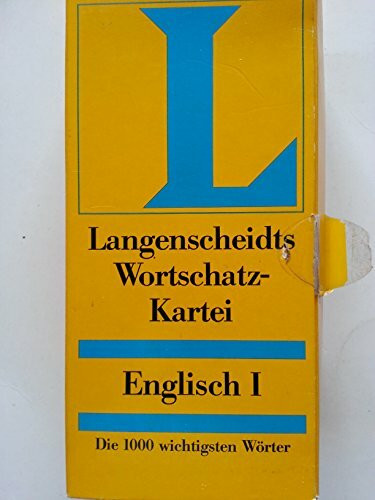 L
Langenscheidts
Wortschatz-
Kartei
Englisch I
Die 1000 wichtigsten Wörter